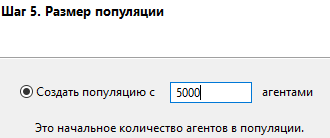 Шаг 5. Размер популяции
Создать популяцию с 5000 агентами
Это начальное количество агентов в популяции.